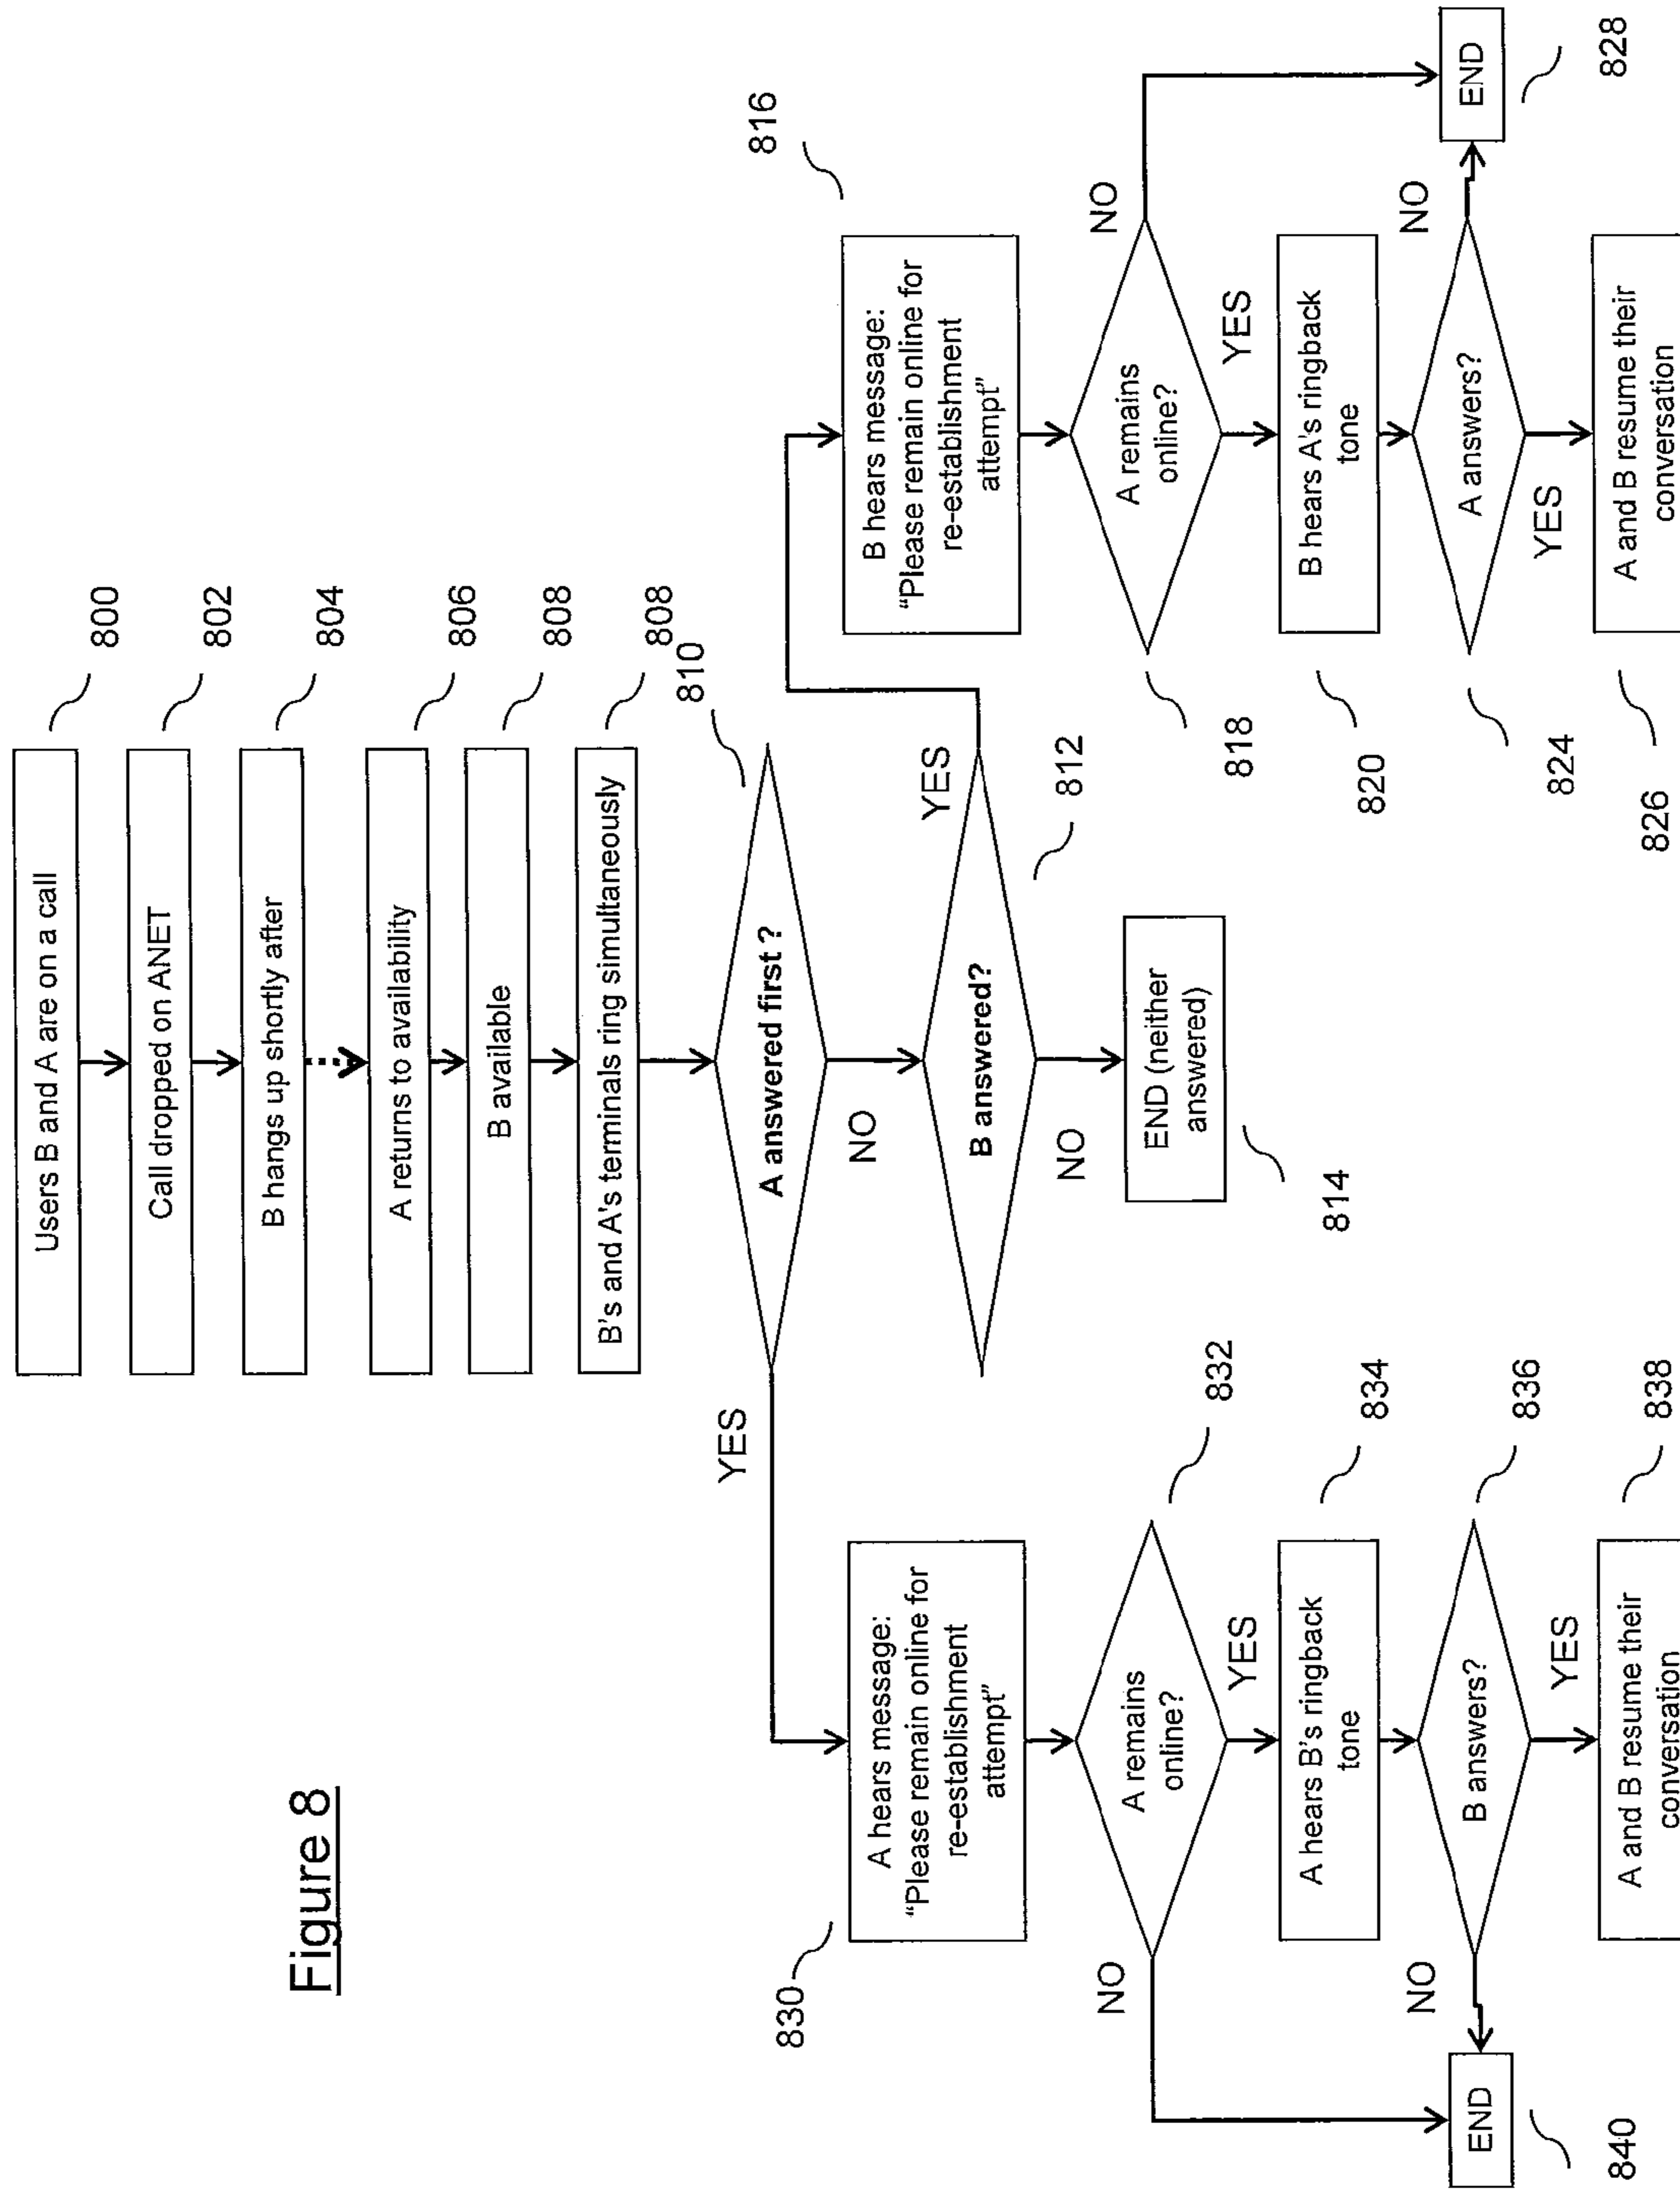 Figure 8
Users B and A are on a call
800
Call dropped on ANET
802
B hangs up shortly after
804
A returns to availability
806
B available
808
B's and A's terminals ring simultaneously
808
A answered first ?
810
YES
NO
B answered?
812
YES
NO
END (neither
answered)
814
A hears message:
"Please remain online for
re-establishment
attempt"
830
A remains
online?
832
NO
YES
A hears B's ringback
tone
834
B answers?
836
NO
YES
END
840
A and B resume their
conversation
838
B hears message:
"Please remain online for
re-establishment
attempt"
816
A remains
online?
818
NO
YES
B hears A's ringback
tone
820
A answers?
824
NO
YES
END
828
A and B resume their
conversation
826